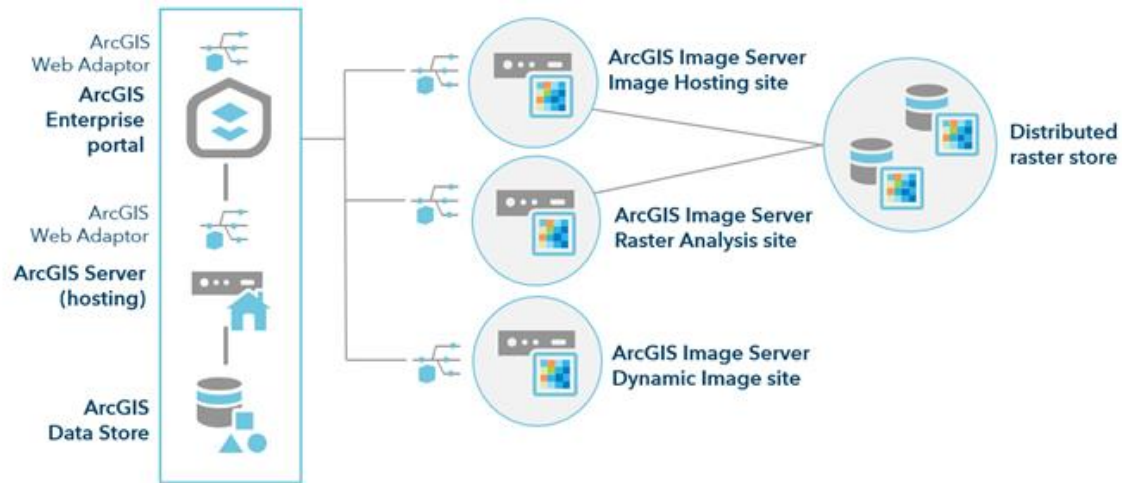 ArcGIS
Web Adaptor
ArcGIS
Enterprise
portal
ArcGIS
Web Adaptor
ArcGIS Server
(hosting)
ArcGIS
Data Store
ArcGIS Image Server
Image Hosting site
ArcGIS Image Server
Raster Analysis site
ArcGIS Image Server
Dynamic Image site
Distributed
raster store